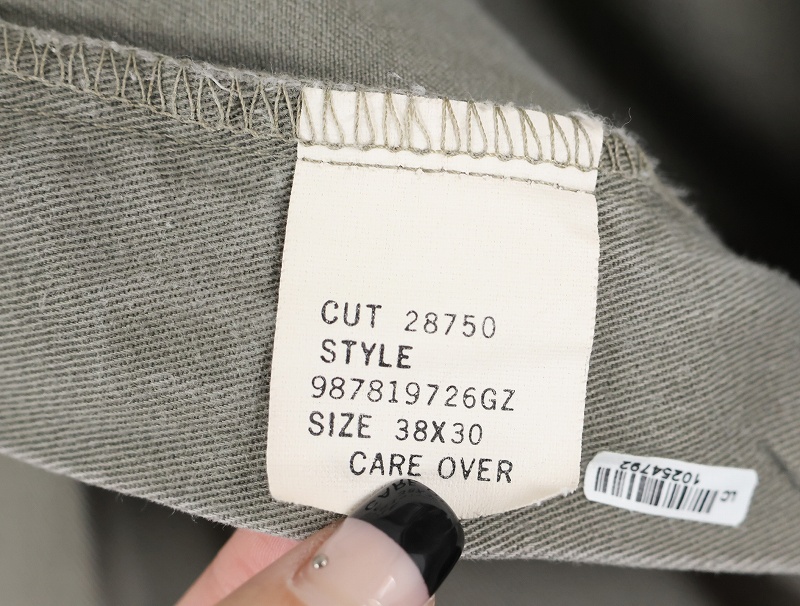 CUT 28750
STYLE
987819726GZ
SIZE 38X30
CARE OVER
LC
10254792